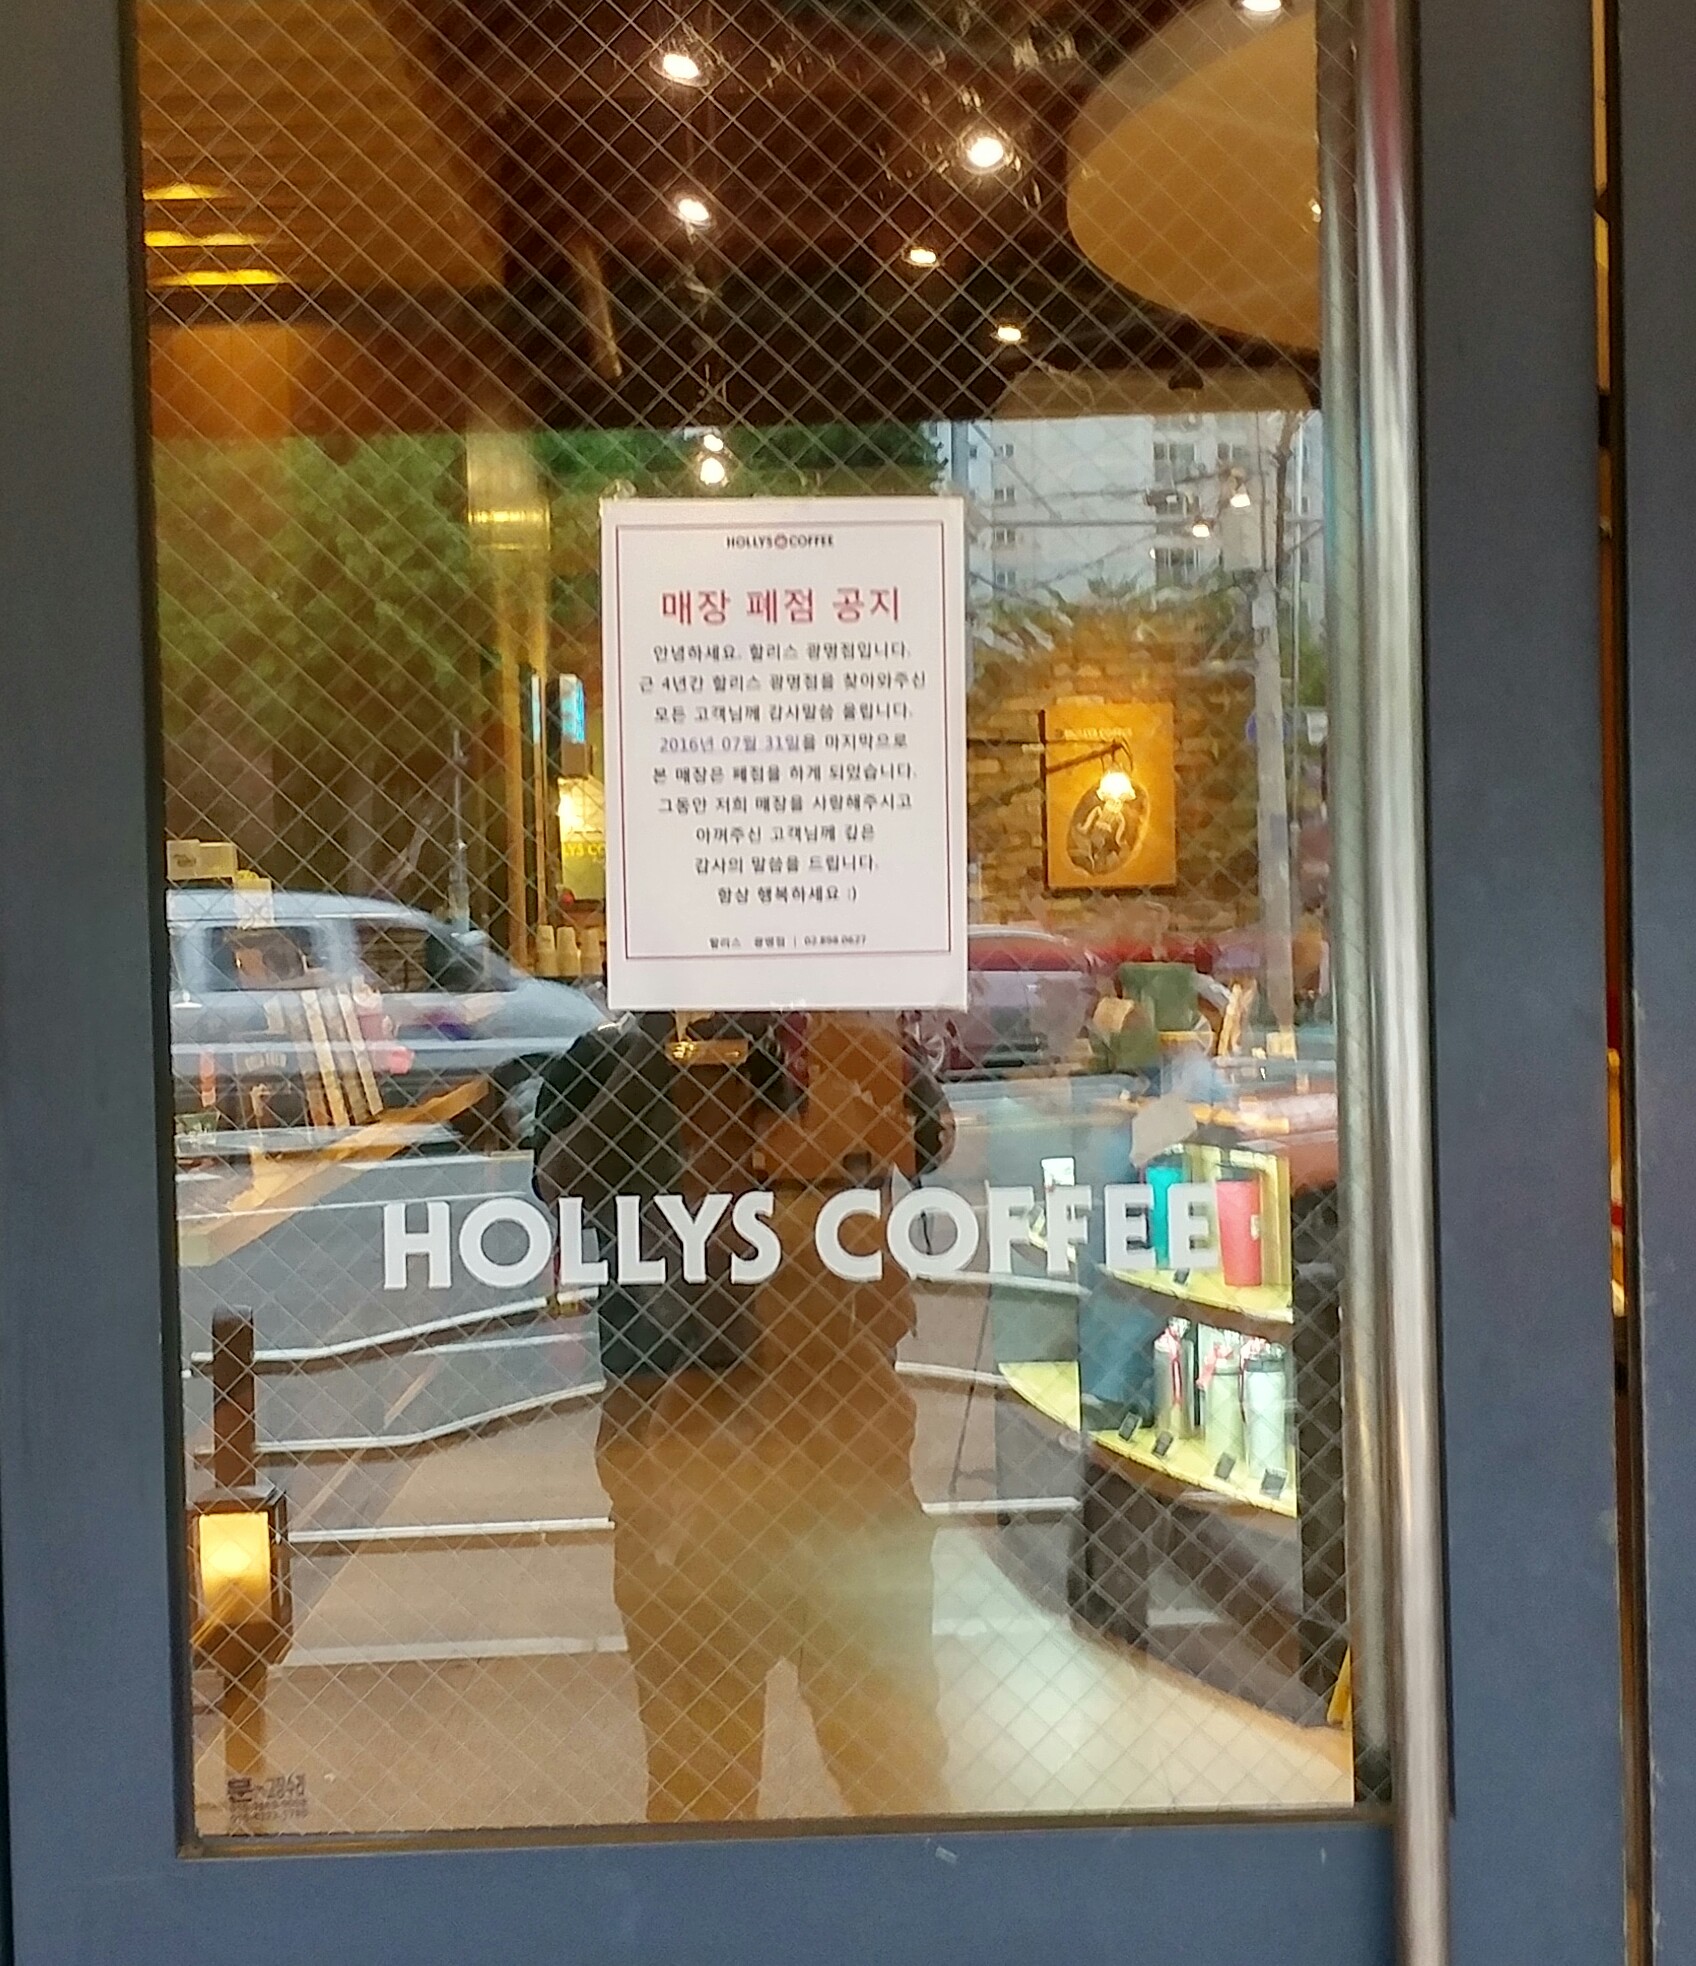 HOLLYS COFFEE
매장 폐점 공지
안녕하세요. 할리스 광명점입니다.
근 4년간 할리스 광명점을 찾아와주신
모든 고객님께 감사말씀 올립니다.
2016년 07월 31일을 마지막으로
본 매장은 폐점을 하게 되었습니다.
그동안 저희 매장을 사랑해주시고
아껴주신 고객님께 깊은
감사의 말씀을 드립니다.
항상 행복하세요 :)
할리스 광명점 |
HOLLYS COFFEE
HOLLYS COFFEE